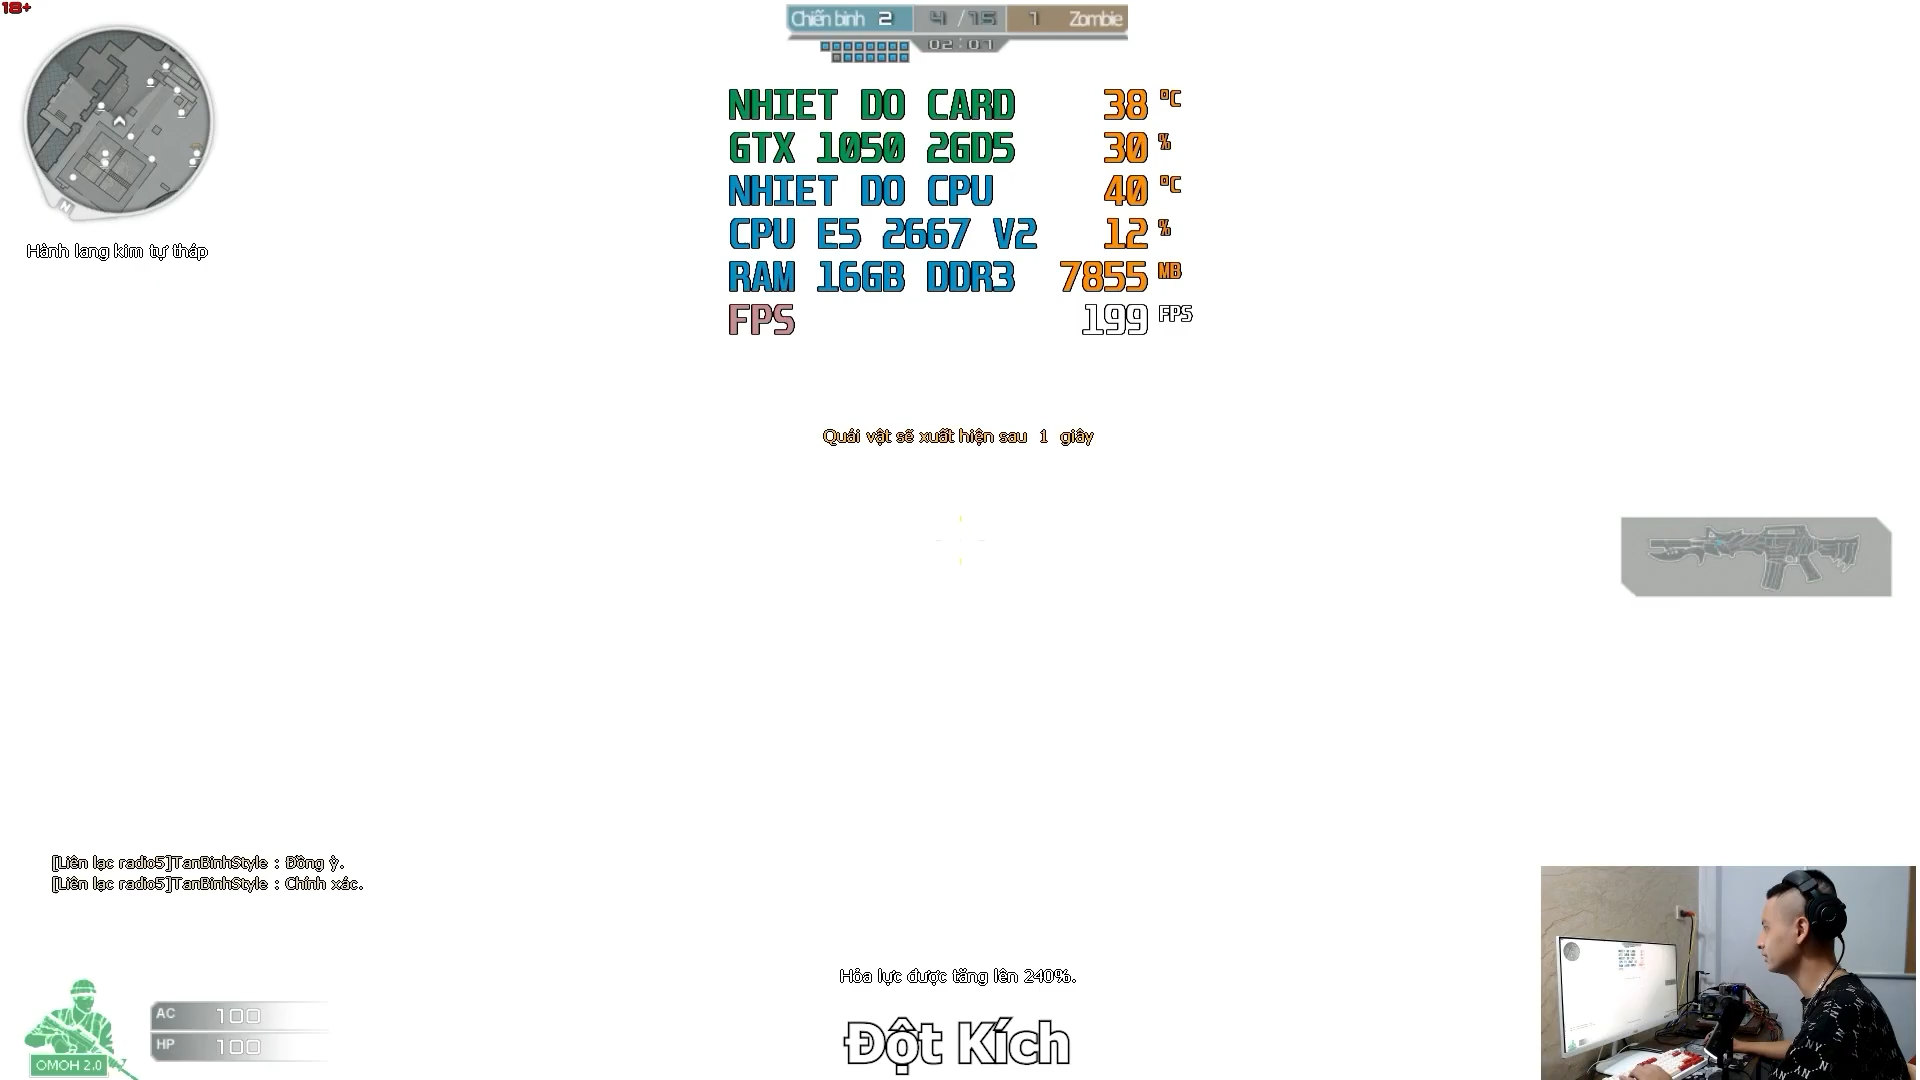 18+
Chiến binh 2 4 /15 1 Zombie
02:07
N
Hành lang kim tự tháp
NHIET DO CARD 38 °C
GTX 1050 2GD5 30 %
NHIET DO CPU 40 °C
CPU E5 2667 V2 12 %
RAM 16GB DDR3 7855 MB
FPS 199 FPS
Quái vật sẽ xuất hiện sau 1 giây
[Liên lạc radio5]TanBinhStyle : Đồng ý.
[Liên lạc radio5]TanBinhStyle : Chính xác.
Hỏa lực được tăng lên 240%.
AC 100
HP 100
OMOH 2.0
Đột Kích